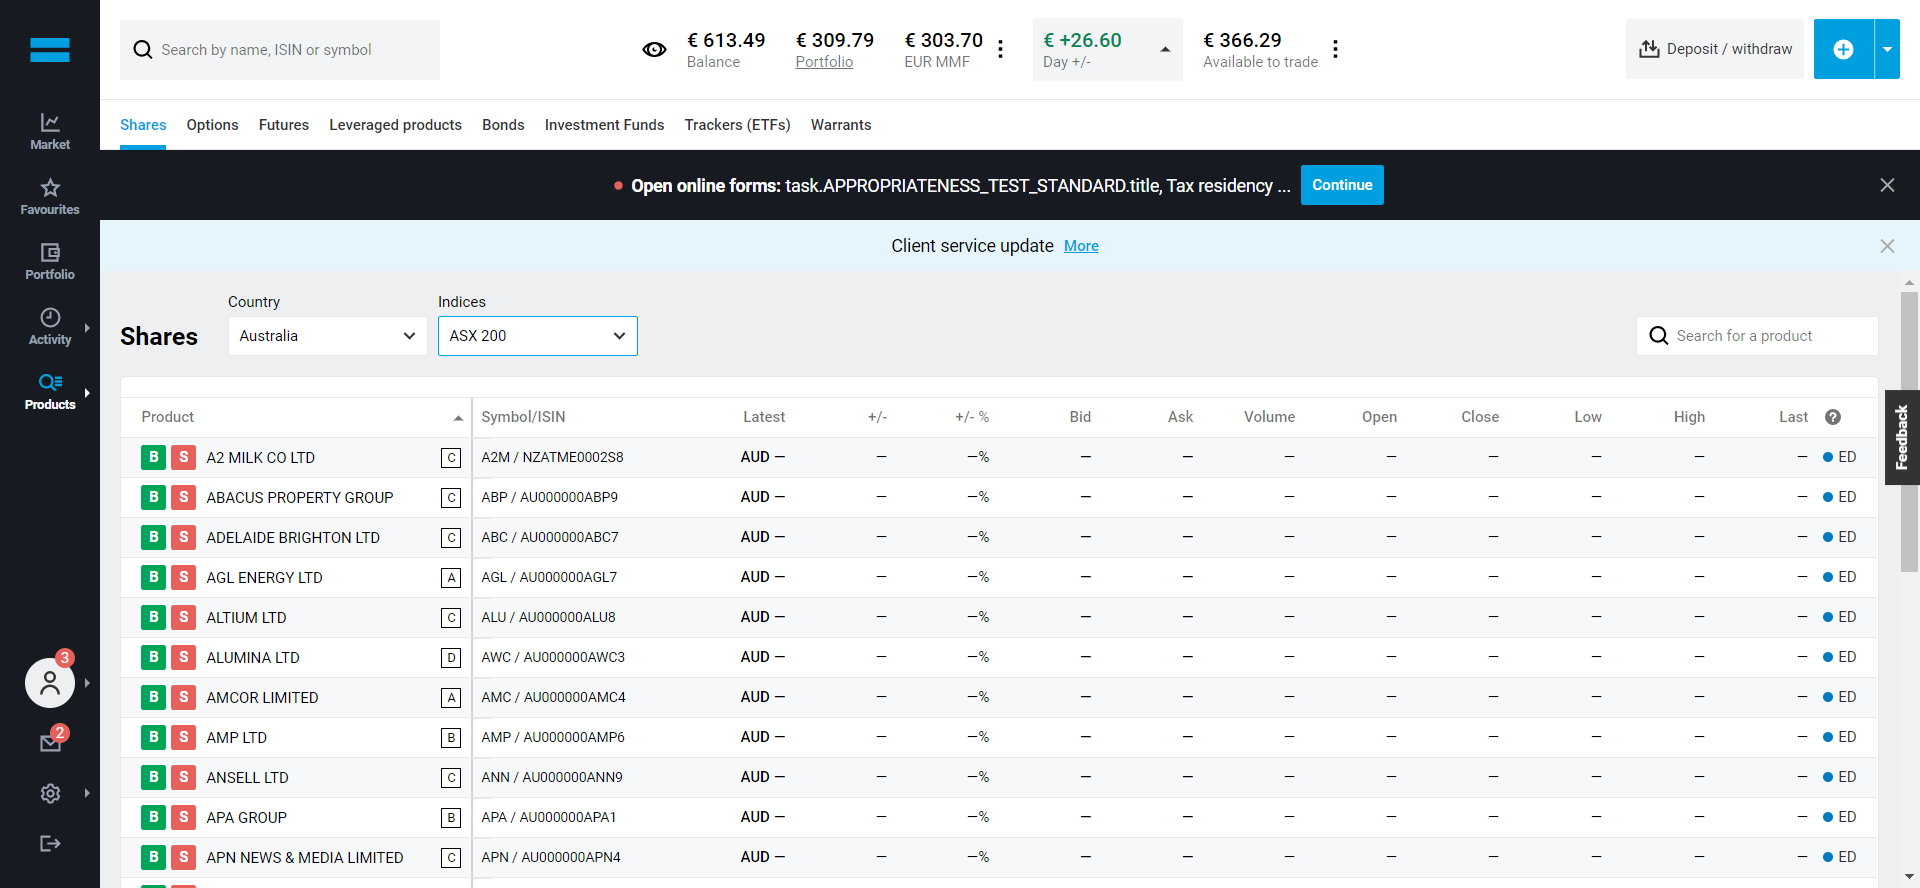 Search by name, ISIN or symbol
€ 613.49 € 309.79 € 303.70 € +26.60 € 366.29
Balance Portfolio EUR MMF Day +/- Available to trade
Deposit / withdraw
Shares Options Futures Leveraged products Bonds Investment Funds Trackers (ETFs) Warrants
Market
Favourites
Portfolio
Activity
Products
3
2
Open online forms: task.APPROPRIATENESS_TEST_STANDARD.title, Tax residency ... Continue
Client service update More
Country Indices
Shares Australia ASX 200 Search for a product
Feedback
Product Symbol/ISIN Latest +/- +/- % Bid Ask Volume Open Close Low High Last ?
B S A2 MILK CO LTD C A2M / NZATME0002S8 AUD — — —% — — — — — — — — ED
B S ABACUS PROPERTY GROUP C ABP / AU000000ABP9 AUD — — —% — — — — — — — — ED
B S ADELAIDE BRIGHTON LTD C ABC / AU000000ABC7 AUD — — —% — — — — — — — — ED
B S AGL ENERGY LTD A AGL / AU000000AGL7 AUD — — —% — — — — — — — — ED
B S ALTIUM LTD C ALU / AU000000ALU8 AUD — — —% — — — — — — — — ED
B S ALUMINA LTD D AWC / AU000000AWC3 AUD — — —% — — — — — — — — ED
B S AMCOR LIMITED A AMC / AU000000AMC4 AUD — — —% — — — — — — — — ED
B S AMP LTD B AMP / AU000000AMP6 AUD — — —% — — — — — — — — ED
B S ANSELL LTD C ANN / AU000000ANN9 AUD — — —% — — — — — — — — ED
B S APA GROUP B APA / AU000000APA1 AUD — — —% — — — — — — — — ED
B S APN NEWS & MEDIA LIMITED C APN / AU000000APN4 AUD — — —% — — — — — — — — ED